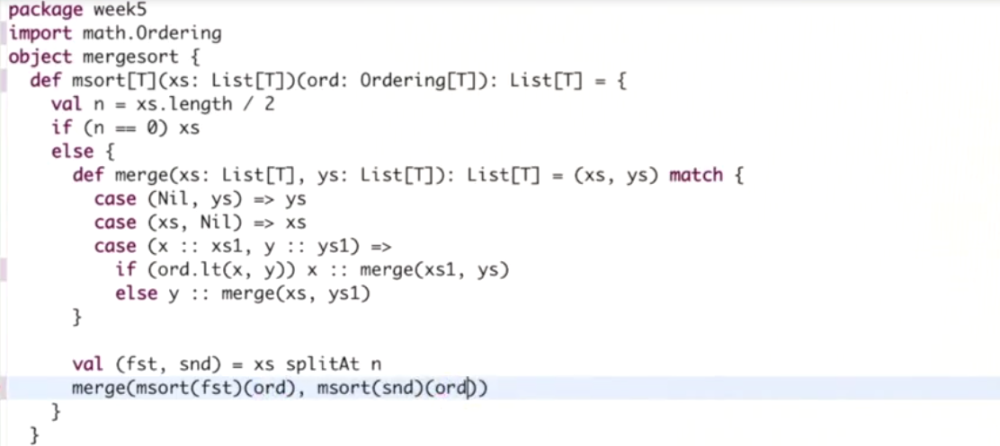 package week5
import math.Ordering
object mergesort {
  def msort[T](xs: List[T])(ord: Ordering[T]): List[T] = {
    val n = xs.length / 2
    if (n == 0) xs
    else {
      def merge(xs: List[T], ys: List[T]): List[T] = (xs, ys) match {
        case (Nil, ys) => ys
        case (xs, Nil) => xs
        case (x :: xs1, y :: ys1) =>
          if (ord.lt(x, y)) x :: merge(xs1, ys)
          else y :: merge(xs, ys1)
      }

      val (fst, snd) = xs splitAt n
      merge(msort(fst)(ord), msort(snd)(ord))
    }
  }